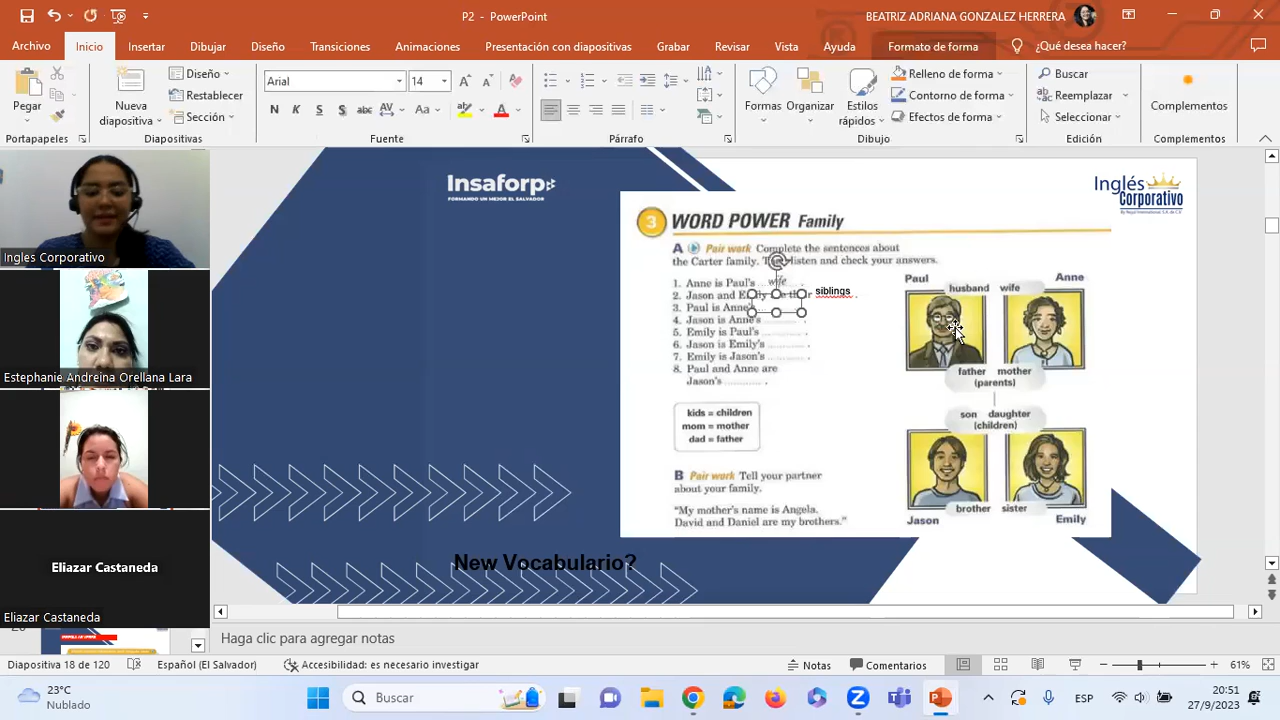 P2 - PowerPoint
BEATRIZ ADRIANA GONZALEZ HERRERA
Archivo Inicio Insertar Dibujar Diseño Transiciones Animaciones Presentación con diapositivas Grabar Revisar Vista Ayuda Formato de forma ¿Qué desea hacer?
Pegar
Nueva diapositiva
Diseño
Restablecer
Sección
Arial 14
N K S abc AV Aa A
Formas Organizar Estilos rápidos
Relleno de forma
Contorno de forma
Efectos de forma
Buscar
Reemplazar
Seleccionar
Complementos
Portapapeles Diapositivas Fuente Párrafo Dibujo Edición Complementos
Estephanie Andreina Orellana Lara
Eliazar Castaneda
Eliazar Castaneda
Insaforp
FORMANDO UN MEJOR EL SALVADOR
Inglés
Corporativo
3 WORD POWER Family
A Pair work Complete the sentences about
the Carter family. listen and check your answers.
1. Anne is Paul's wife .
2. Jason and siblings .
3. Paul is Anne's
4. Jason is Anne's .
5. Emily is Paul's .
6. Jason is Emily's .
7. Emily is Jason's .
8. Paul and Anne are
Jason's .
kids = children
mom = mother
dad = father
B Pair work Tell your partner
about your family.
"My mother's name is Angela.
David and Daniel are my brothers."
Paul Anne
husband wife
father mother
(parents)
son daughter
(children)
brother sister
Jason Emily
New Vocabulario?
Haga clic para agregar notas
Diapositiva 18 de 120 Español (El Salvador) Accesibilidad: es necesario investigar Notas Comentarios 61%
23°C
Nublado
Buscar
ESP
20:51
27/9/2023